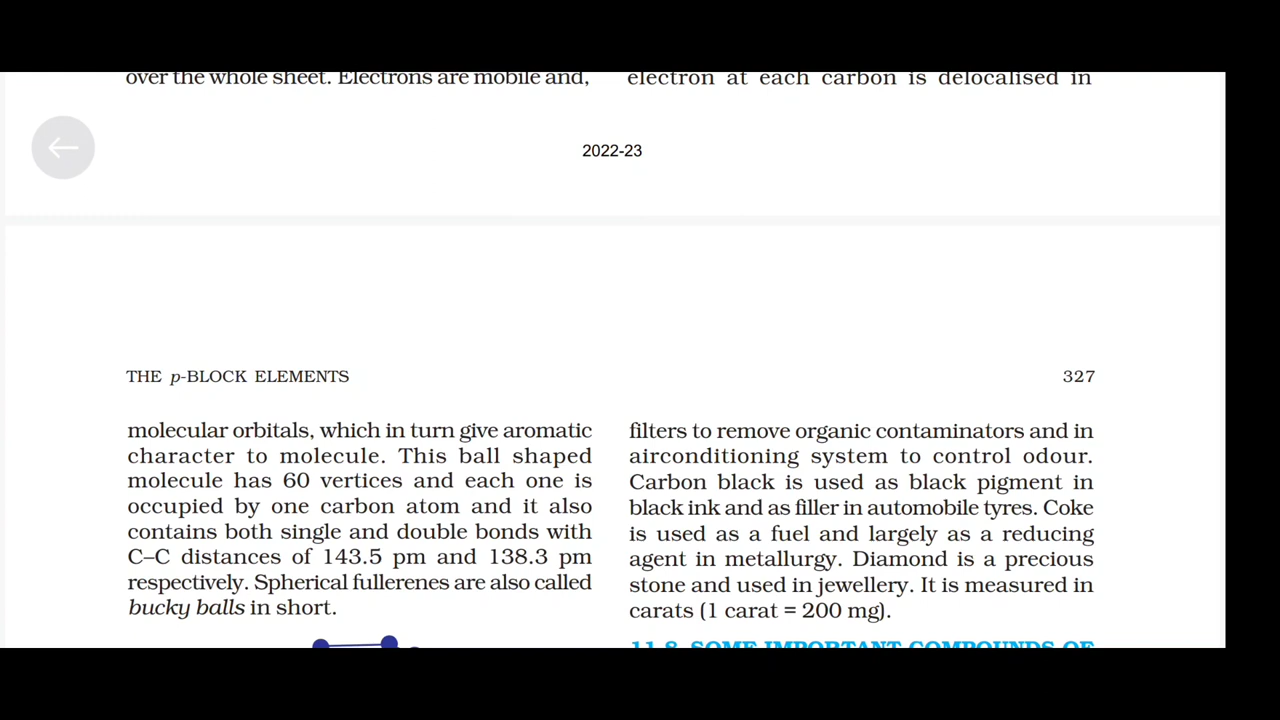 over the whole sheet. Electrons are mobile and,
electron at each carbon is delocalised in
2022-23
THE p-BLOCK ELEMENTS
327
molecular orbitals, which in turn give aromatic
character to molecule. This ball shaped
molecule has 60 vertices and each one is
occupied by one carbon atom and it also
contains both single and double bonds with
C–C distances of 143.5 pm and 138.3 pm
respectively. Spherical fullerenes are also called
bucky balls in short.
filters to remove organic contaminators and in
airconditioning system to control odour.
Carbon black is used as black pigment in
black ink and as filler in automobile tyres. Coke
is used as a fuel and largely as a reducing
agent in metallurgy. Diamond is a precious
stone and used in jewellery. It is measured in
carats (1 carat = 200 mg).
11.8 SOME IMPORTANT COMPOUNDS OF